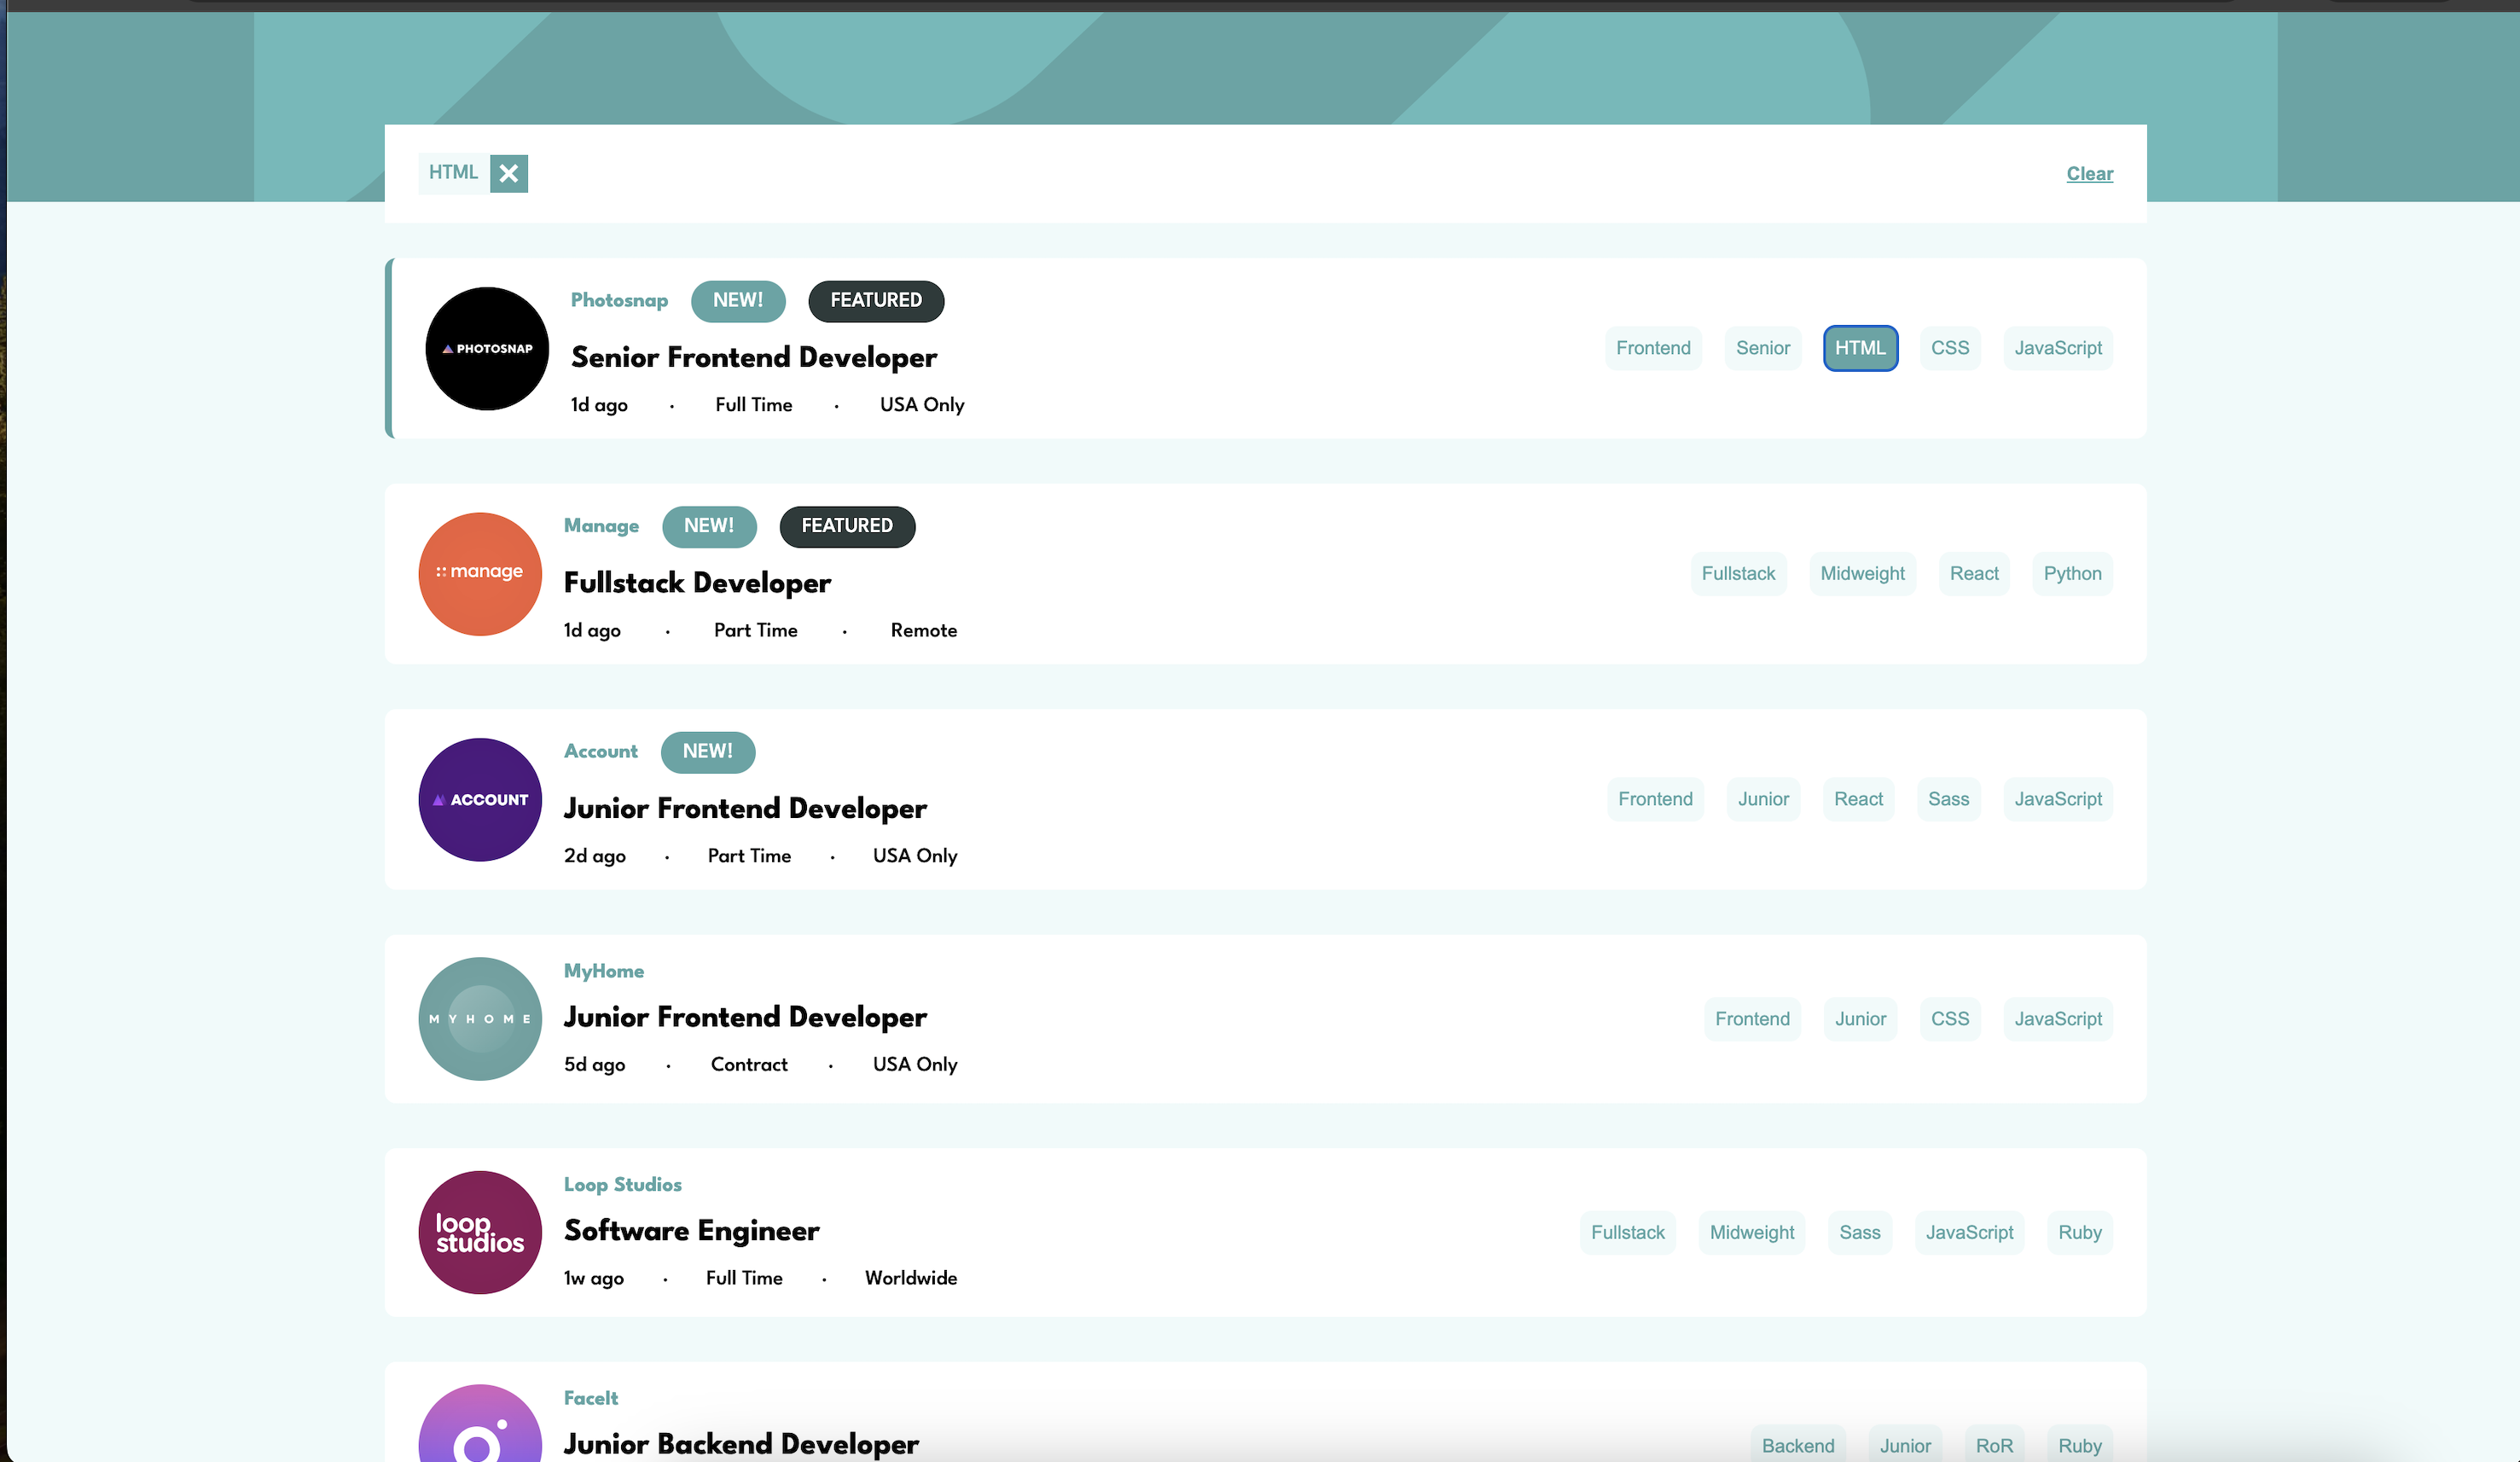 HTML
Clear
Photosnap NEW! FEATURED
PHOTOSNAP
Senior Frontend Developer
1d ago · Full Time · USA Only
Frontend Senior HTML CSS JavaScript
Manage NEW! FEATURED
manage
Fullstack Developer
1d ago · Part Time · Remote
Fullstack Midweight React Python
Account NEW!
ACCOUNT
Junior Frontend Developer
2d ago · Part Time · USA Only
Frontend Junior React Sass JavaScript
MyHome
MYHOME
Junior Frontend Developer
5d ago · Contract · USA Only
Frontend Junior CSS JavaScript
Loop Studios
loop
studios
Software Engineer
1w ago · Full Time · Worldwide
Fullstack Midweight Sass JavaScript Ruby
FaceIt
Junior Backend Developer
Backend Junior RoR Ruby